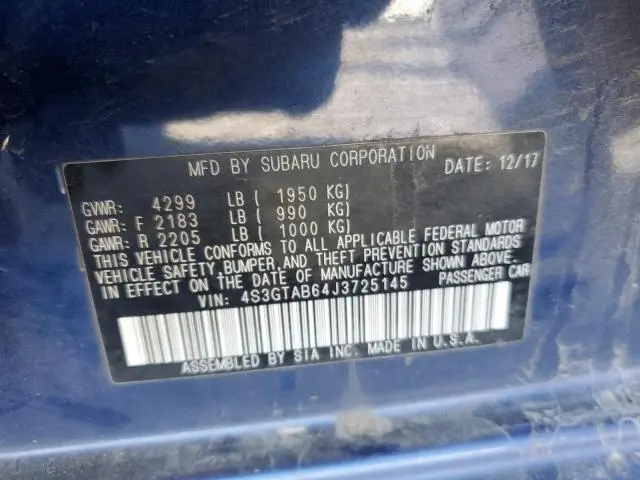 MFD BY SUBARU CORPORATION DATE: 12/17
GVWR: 4299 LB ( 1950 KG)
GAWR: F 2183 LB ( 990 KG)
GAWR: R 2205 LB ( 1000 KG)
THIS VEHICLE CONFORMS TO ALL APPLICABLE FEDERAL MOTOR
VEHICLE SAFETY, BUMPER, AND THEFT PREVENTION STANDARDS
IN EFFECT ON THE DATE OF MANUFACTURE SHOWN ABOVE.
VIN: 4S3GTAB64J3725145 PASSENGER CAR
ASSEMBLED BY SIA INC. MADE IN U.S.A.